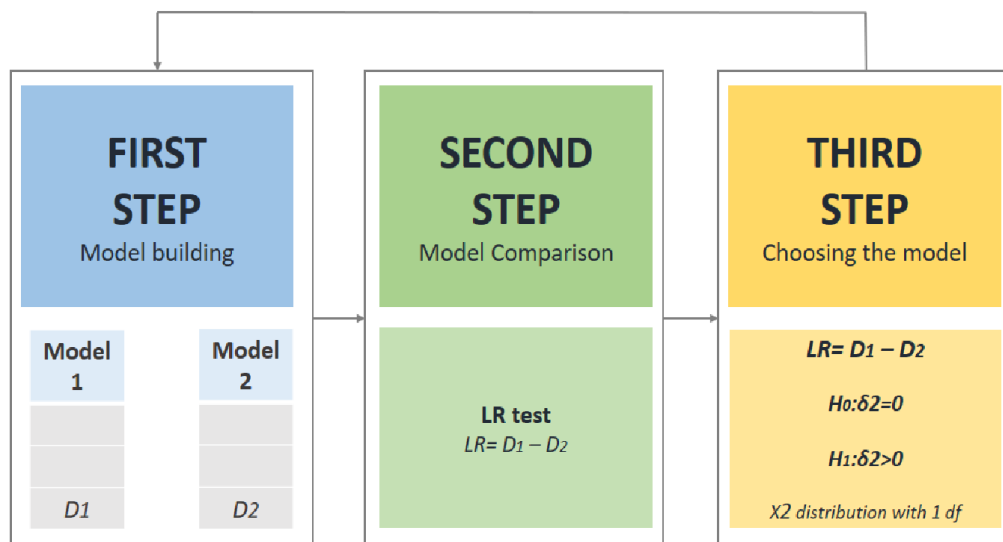 FIRST
STEP
Model building
Model
1
Model
2
D1
D2
SECOND
STEP
Model Comparison
LR test
LR= D1 – D2
THIRD
STEP
Choosing the model
LR= D1 – D2
H0:δ2=0
H1:δ2>0
X2 distribution with 1 df